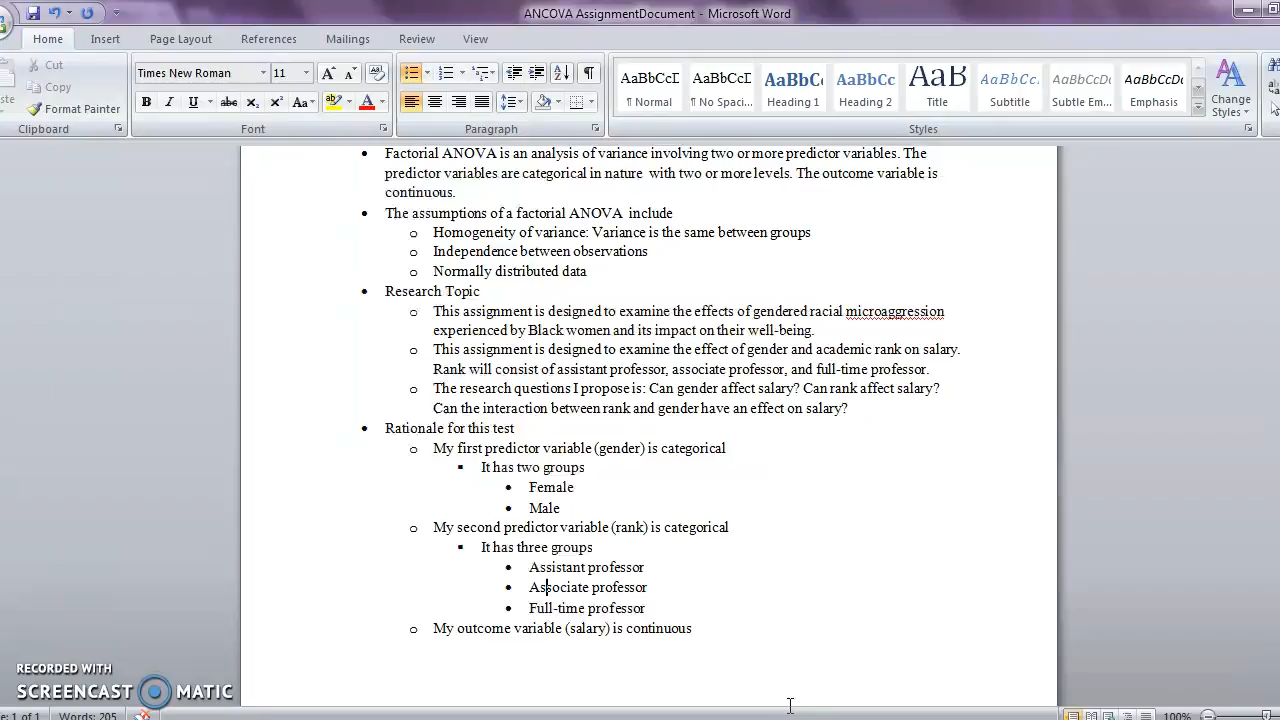 ANCOVA AssignmentDocument - Microsoft Word
Home Insert Page Layout References Mailings Review View
Cut
Copy
Format Painter
Clipboard
Times New Roman 11
Font
Paragraph
AaBbCcD AaBbCcD AaBbC AaBbCc AaB AaBbCc. AaBbCcD AaBbCcD
¶ Normal ¶ No Spaci... Heading 1 Heading 2 Title Subtitle Subtle Em... Emphasis
Change Styles
Styles
• Factorial ANOVA is an analysis of variance involving two or more predictor variables. The
predictor variables are categorical in nature with two or more levels. The outcome variable is
continuous.
• The assumptions of a factorial ANOVA include
o Homogeneity of variance: Variance is the same between groups
o Independence between observations
o Normally distributed data
• Research Topic
o This assignment is designed to examine the effects of gendered racial microaggression
experienced by Black women and its impact on their well-being.
o This assignment is designed to examine the effect of gender and academic rank on salary.
Rank will consist of assistant professor, associate professor, and full-time professor.
o The research questions I propose is: Can gender affect salary? Can rank affect salary?
Can the interaction between rank and gender have an effect on salary?
• Rationale for this test
o My first predictor variable (gender) is categorical
▪ It has two groups
• Female
• Male
o My second predictor variable (rank) is categorical
▪ It has three groups
• Assistant professor
• Associate professor
• Full-time professor
o My outcome variable (salary) is continuous
RECORDED WITH
SCREENCAST MATIC
1 of 1 Words: 205 100%